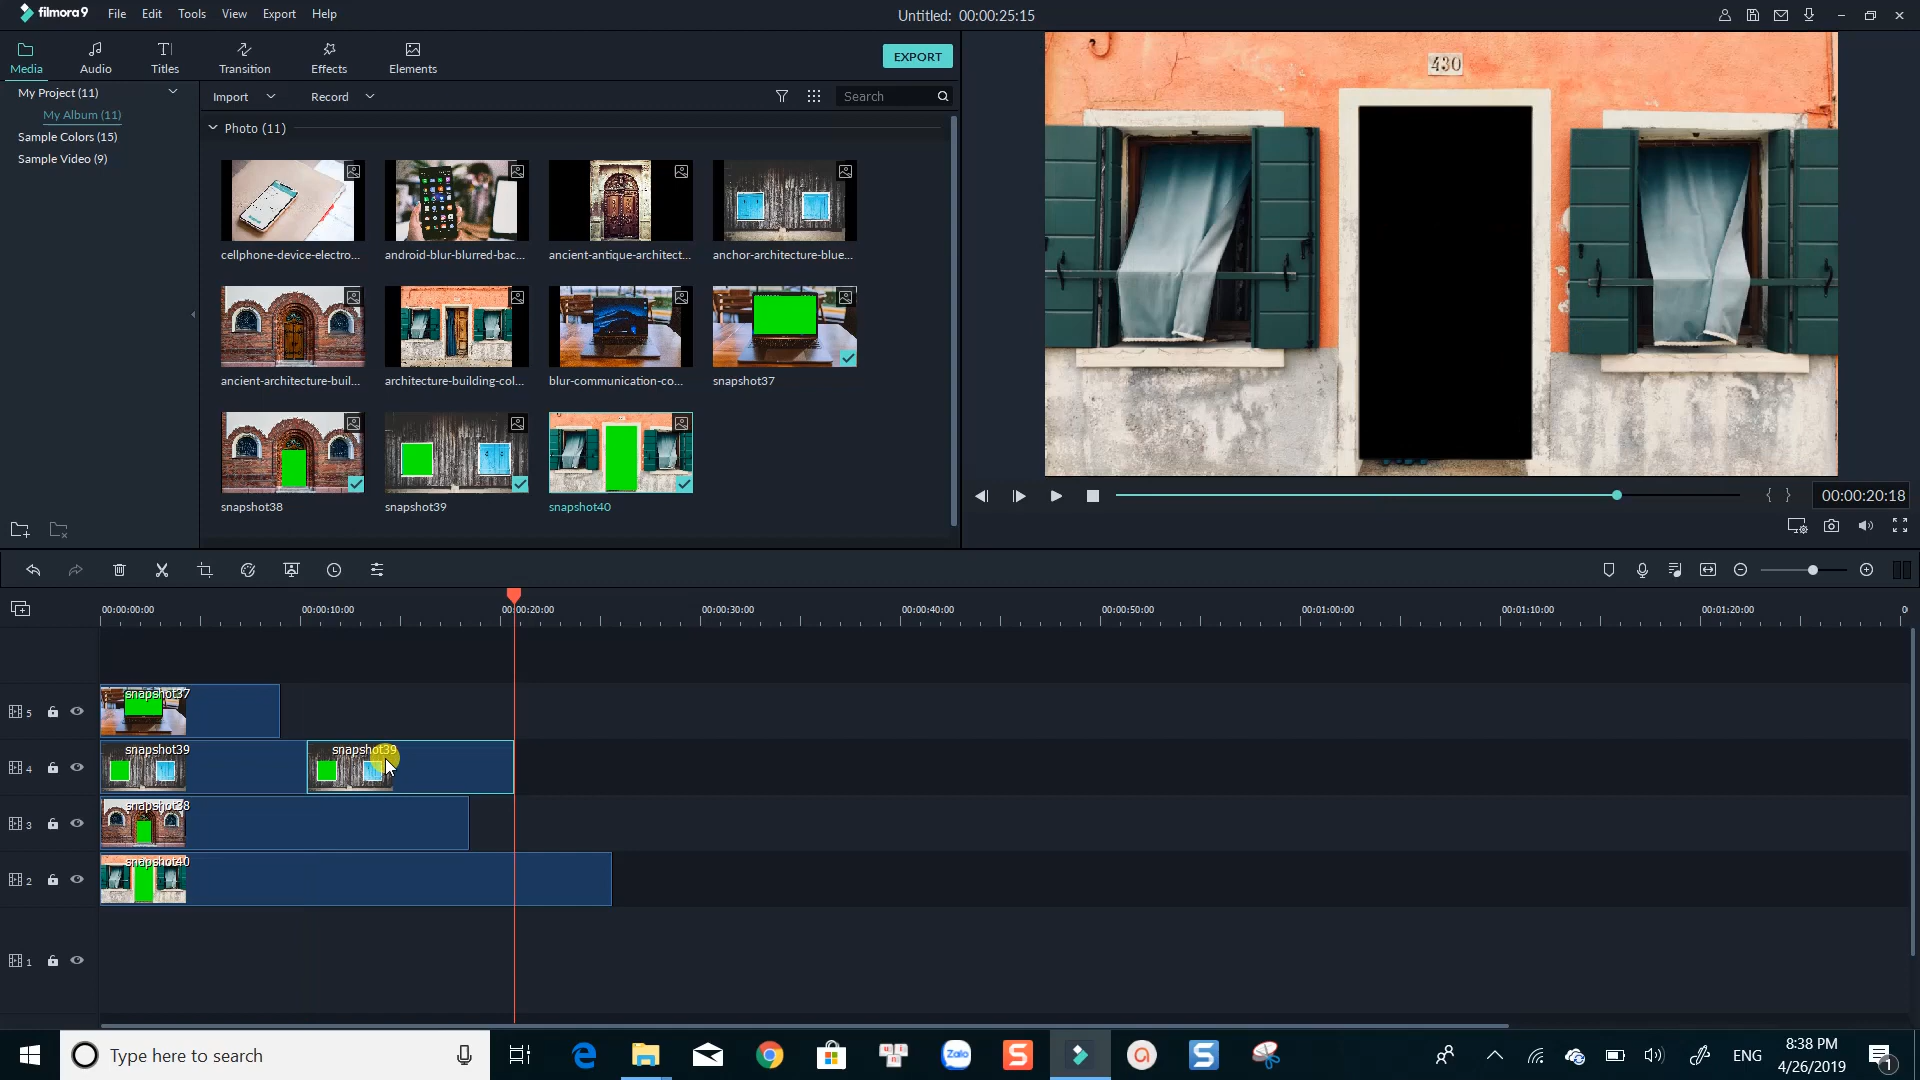 filmora9 File Edit Tools View Export Help
Untitled: 00:00:25:15
Media Audio Titles Transition Effects Elements
EXPORT
My Project (11)
My Album (11)
Sample Colors (15)
Sample Video (9)
Import Record Search
Photo (11)
cellphone-device-electro... android-blur-blurred-bac... ancient-antique-architect... anchor-architecture-blue...
ancient-architecture-buil... architecture-building-col... blur-communication-co... snapshot37
snapshot38 snapshot39 snapshot40
430
00:00:20:18
00:00:00:00 00:00:10:00 00:00:20:00 00:00:30:00 00:00:40:00 00:00:50:00 00:01:00:00 00:01:10:00 00:01:20:00 0
5 snapshot37
4 snapshot39 snapshot39
3 snapshot38
2 snapshot40
1
Type here to search
Zalo
ENG
8:38 PM
4/26/2019
1